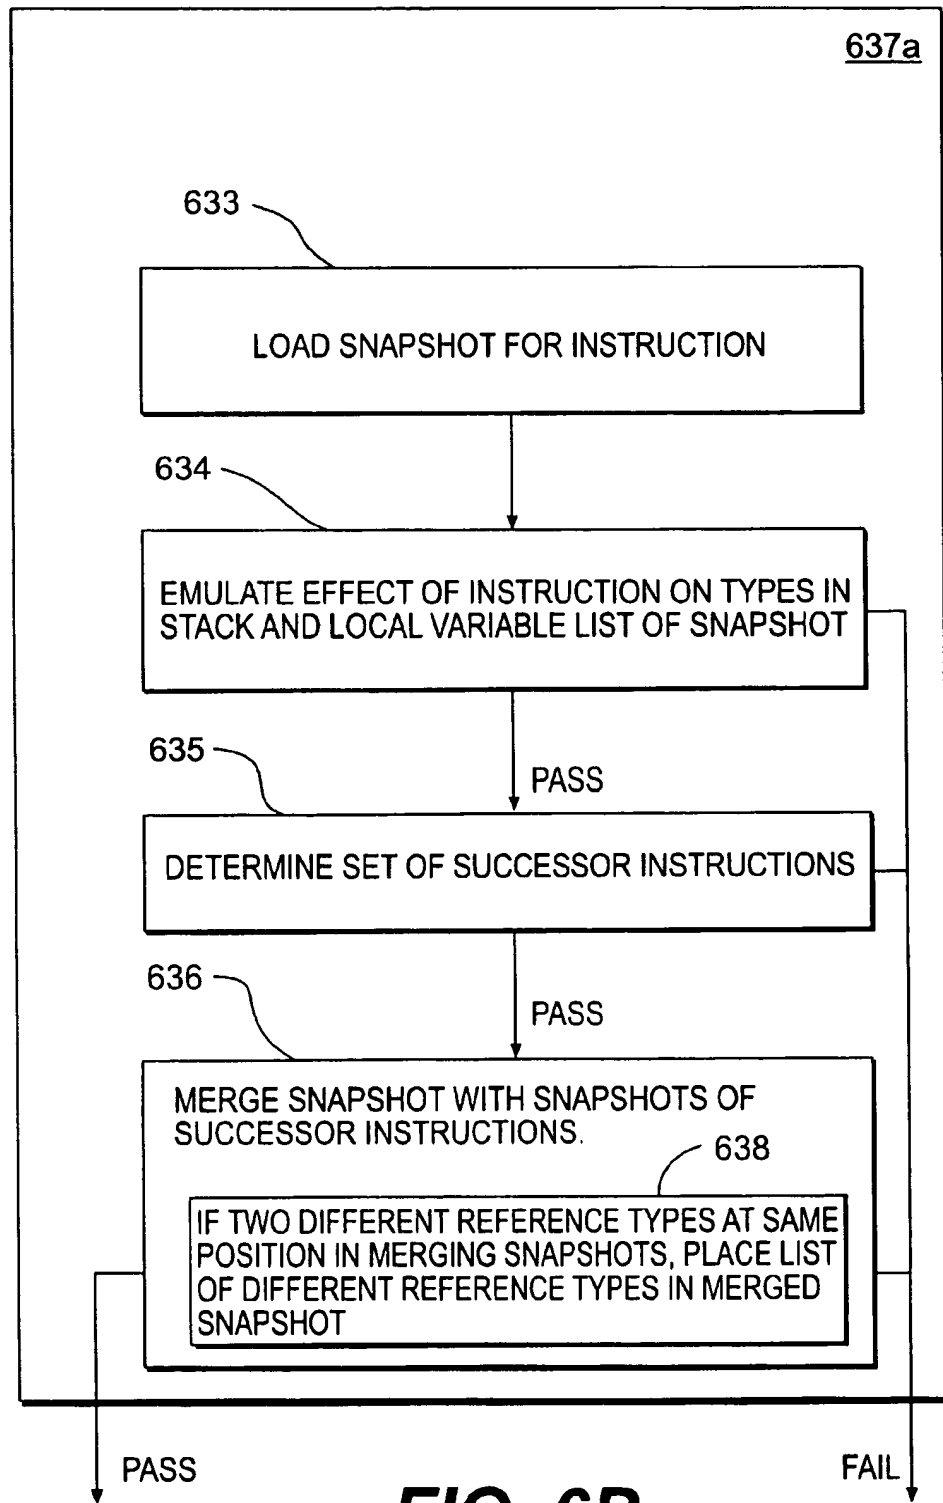 637a
633
LOAD SNAPSHOT FOR INSTRUCTION
634
EMULATE EFFECT OF INSTRUCTION ON TYPES IN
STACK AND LOCAL VARIABLE LIST OF SNAPSHOT
635
PASS
DETERMINE SET OF SUCCESSOR INSTRUCTIONS
636
PASS
MERGE SNAPSHOT WITH SNAPSHOTS OF
SUCCESSOR INSTRUCTIONS.
638
IF TWO DIFFERENT REFERENCE TYPES AT SAME
POSITION IN MERGING SNAPSHOTS, PLACE LIST
OF DIFFERENT REFERENCE TYPES IN MERGED
SNAPSHOT
PASS
FAIL
FIG. 6B